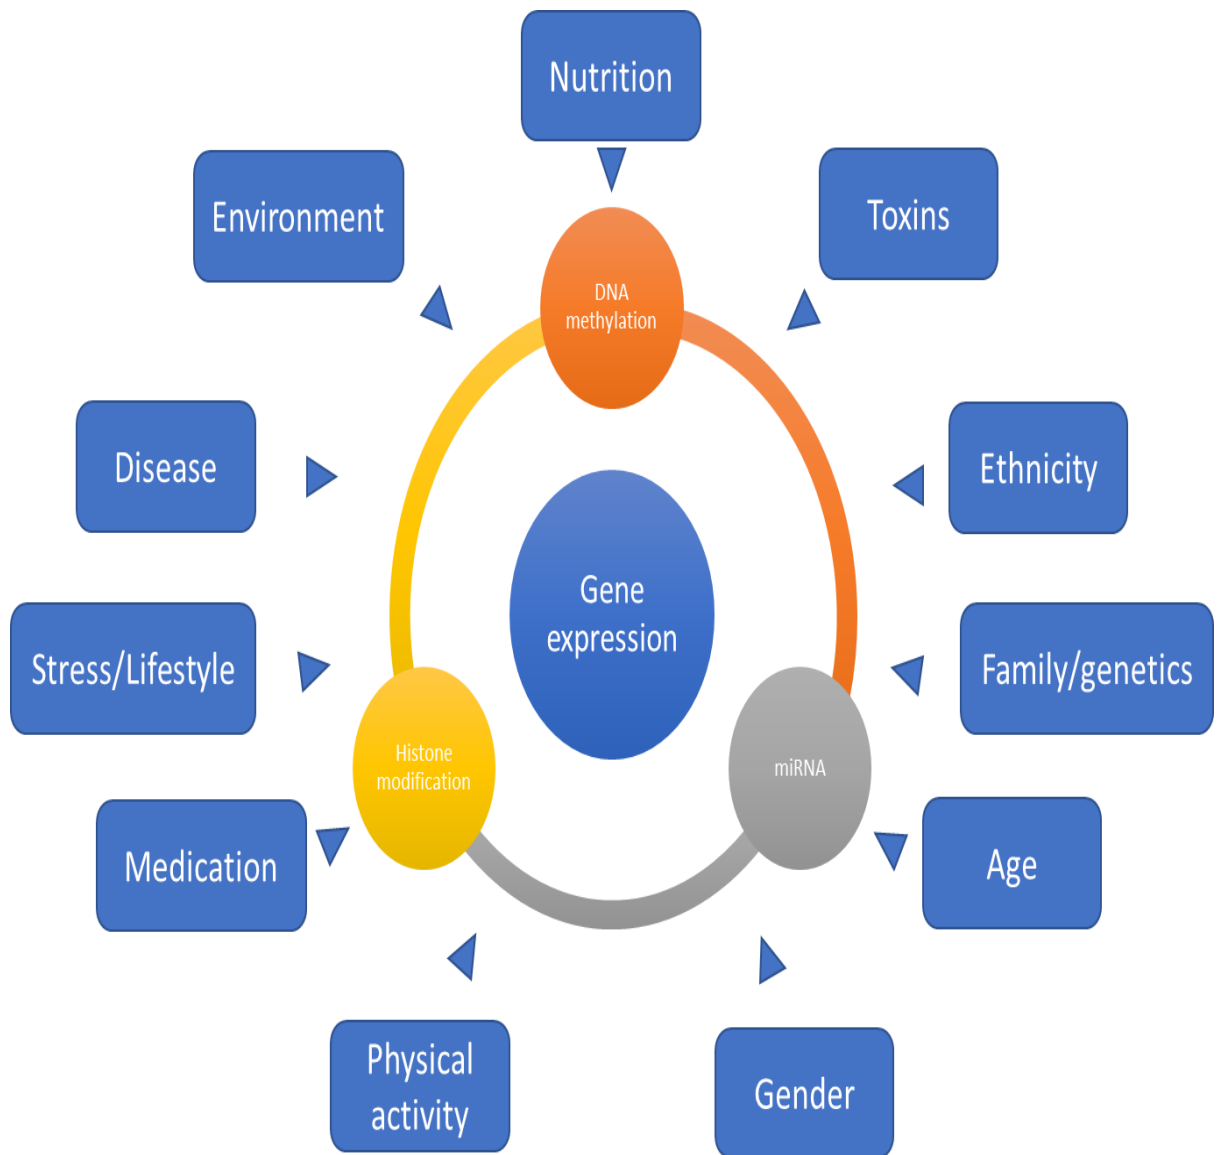 Nutrition
Environment
Toxins
DNA
methylation
Disease
Ethnicity
Gene
expression
Stress/Lifestyle
Family/genetics
Histone
modification
miRNA
Medication
Age
Physical
activity
Gender